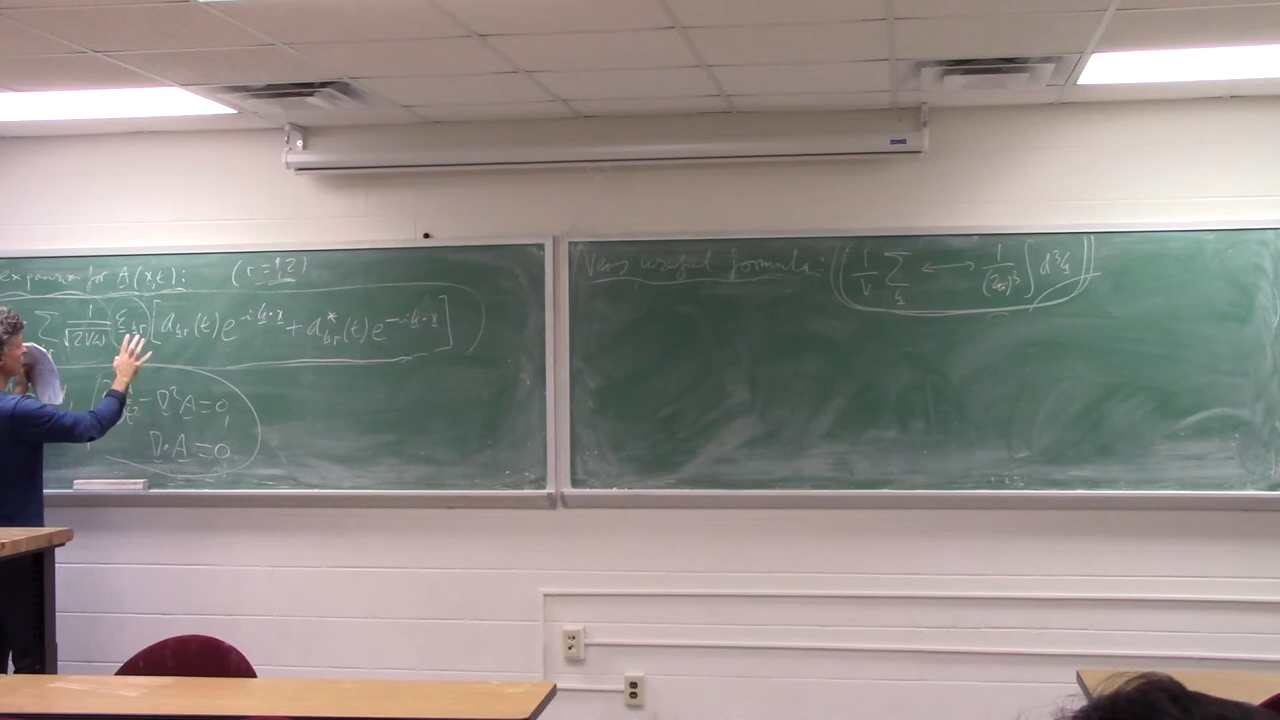 expansion for A(x,t): (r=1,2)
∑ 1/√2Vω ε_kr [a_kr(t) e^{-ik·x} + a*_kr(t) e^{-ik·x}]
- ∇²A = 0,
∇·A = 0
Very useful formula: (1/V ∑_k ⟷ 1/(2π)³ ∫ d³k)